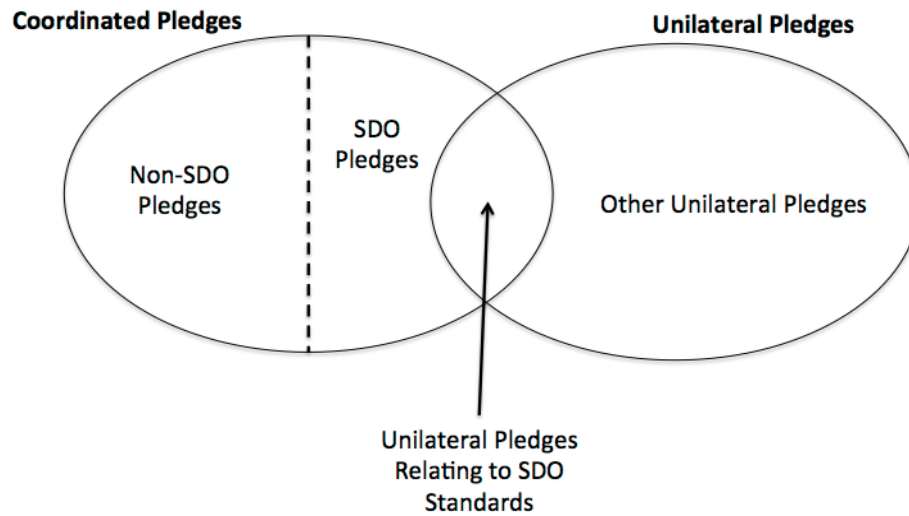 Coordinated Pledges
Unilateral Pledges
SDO
Pledges
Non-SDO
Pledges
Other Unilateral Pledges
Unilateral Pledges
Relating to SDO
Standards